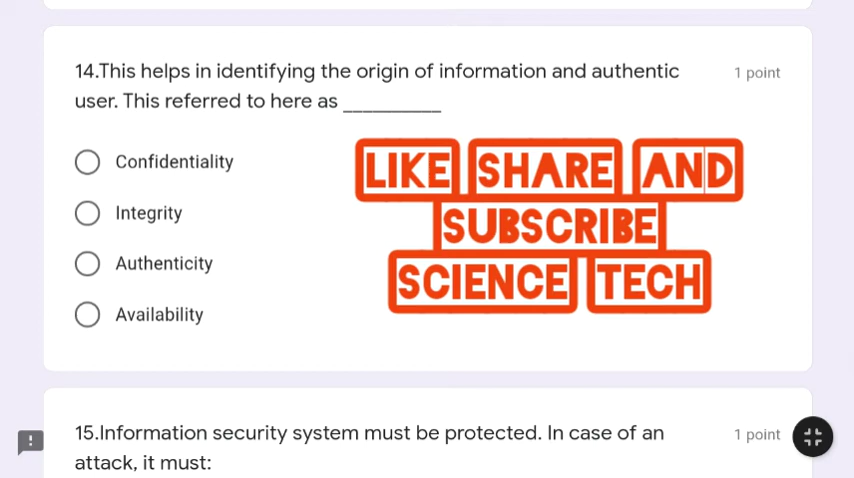 14.This helps in identifying the origin of information and authentic
1 point
user. This referred to here as __________
Confidentiality
Integrity
Authenticity
Availability
LIKE SHARE AND
SUBSCRIBE
SCIENCE TECH
15.Information security system must be protected. In case of an
1 point
attack, it must: